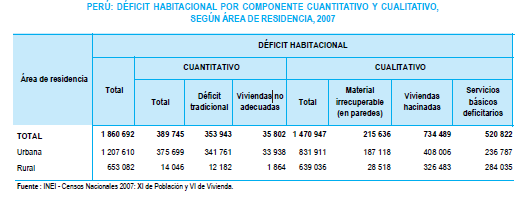 PERÚ: DÉFICIT HABITACIONAL POR COMPONENTE CUANTITATIVO Y CUALITATIVO,
SEGÚN ÁREA DE RESIDENCIA, 2007
Área de residencia
DÉFICIT HABITACIONAL
Total
CUANTITATIVO
CUALITATIVO
Total
Déficit tradicional
Viviendas no adecuadas
Total
Material irrecuperable (en paredes)
Viviendas hacinadas
Servicios básicos deficitarios
TOTAL 1 860 692 389 745 353 943 35 802 1 470 947 215 636 734 489 520 822
Urbana 1 207 610 375 699 341 761 33 938 831 911 187 118 408 006 236 787
Rural 653 082 14 046 12 182 1 864 639 036 28 518 326 483 284 035
Fuente : INEI - Censos Nacionales 2007: XI de Población y VI de Vivienda.